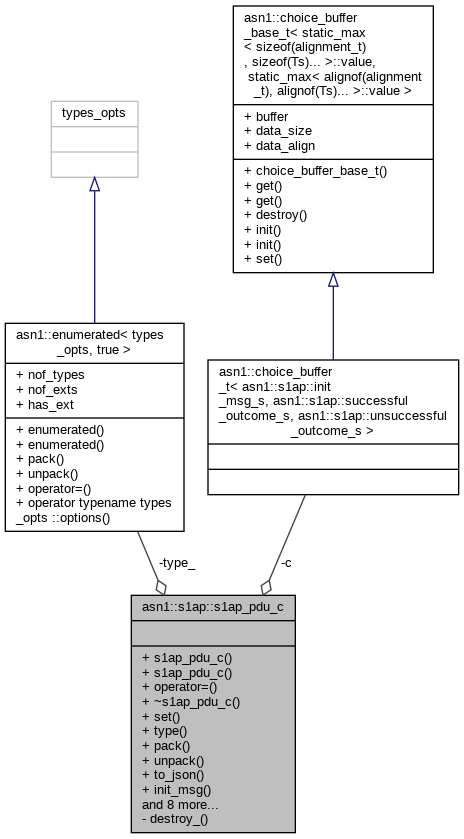 asn1::choice_buffer
_base_t< static_max
< sizeof(alignment_t)
, sizeof(Ts)... >::value,
static_max< alignof(alignment
_t), alignof(Ts)... >::value >
+ buffer
+ data_size
+ data_align
+ choice_buffer_base_t()
+ get()
+ get()
+ destroy()
+ init()
+ init()
+ set()
types_opts
asn1::enumerated< types
_opts, true >
+ nof_types
+ nof_exts
+ has_ext
+ enumerated()
+ enumerated()
+ pack()
+ unpack()
+ operator=()
+ operator typename types
_opts ::options()
asn1::choice_buffer
_t< asn1::s1ap::init
_msg_s, asn1::s1ap::successful
_outcome_s, asn1::s1ap::unsuccessful
_outcome_s >
-type_
-c
asn1::s1ap::s1ap_pdu_c
+ s1ap_pdu_c()
+ s1ap_pdu_c()
+ operator=()
+ ~s1ap_pdu_c()
+ set()
+ type()
+ pack()
+ unpack()
+ to_json()
+ init_msg()
and 8 more...
- destroy_()